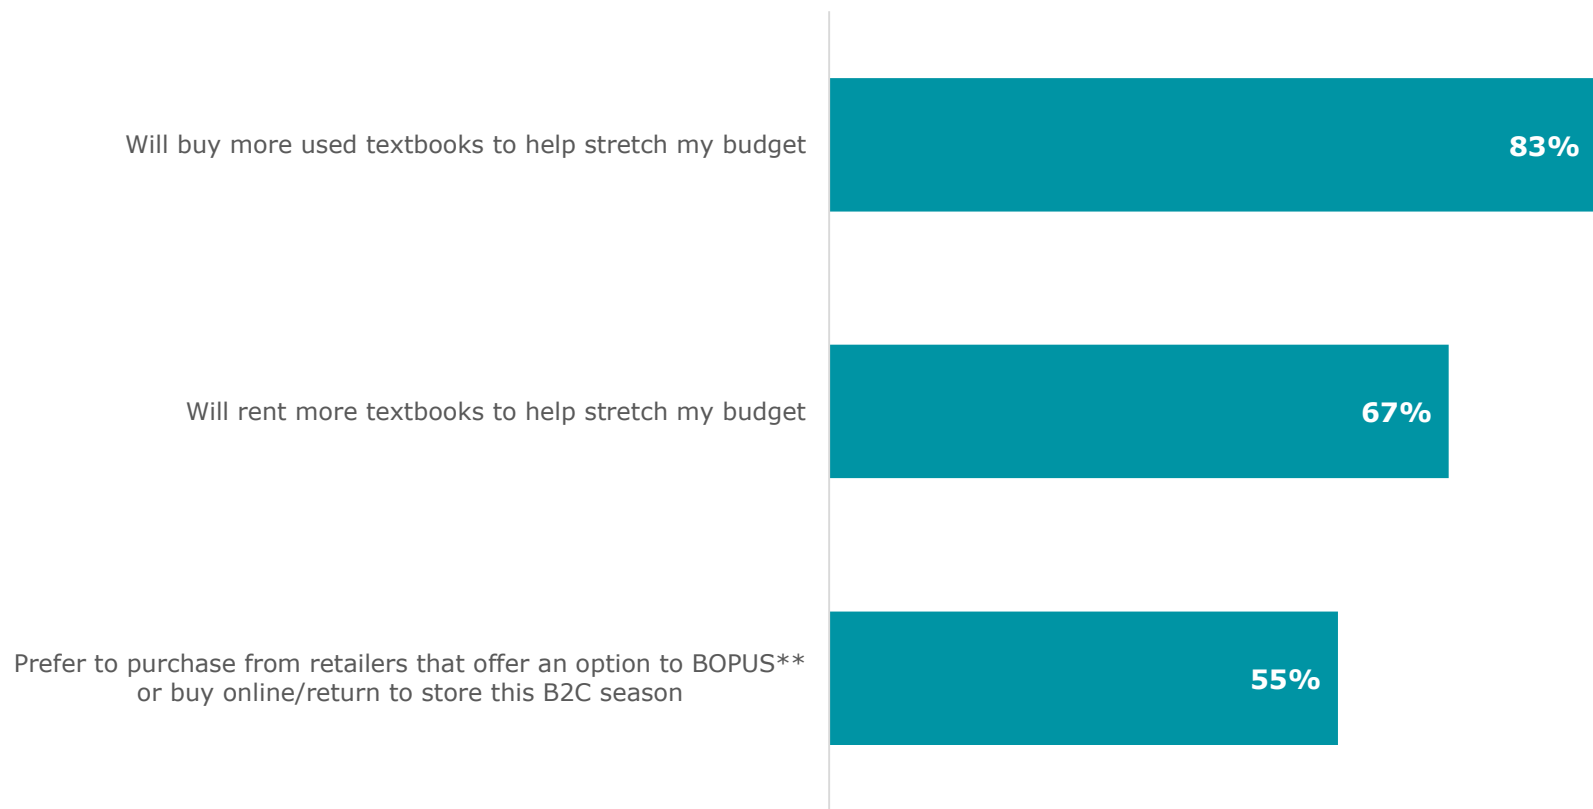 Will buy more used textbooks to help stretch my budget
83%
Will rent more textbooks to help stretch my budget
67%
Prefer to purchase from retailers that offer an option to BOPUS**
or buy online/return to store this B2C season
55%